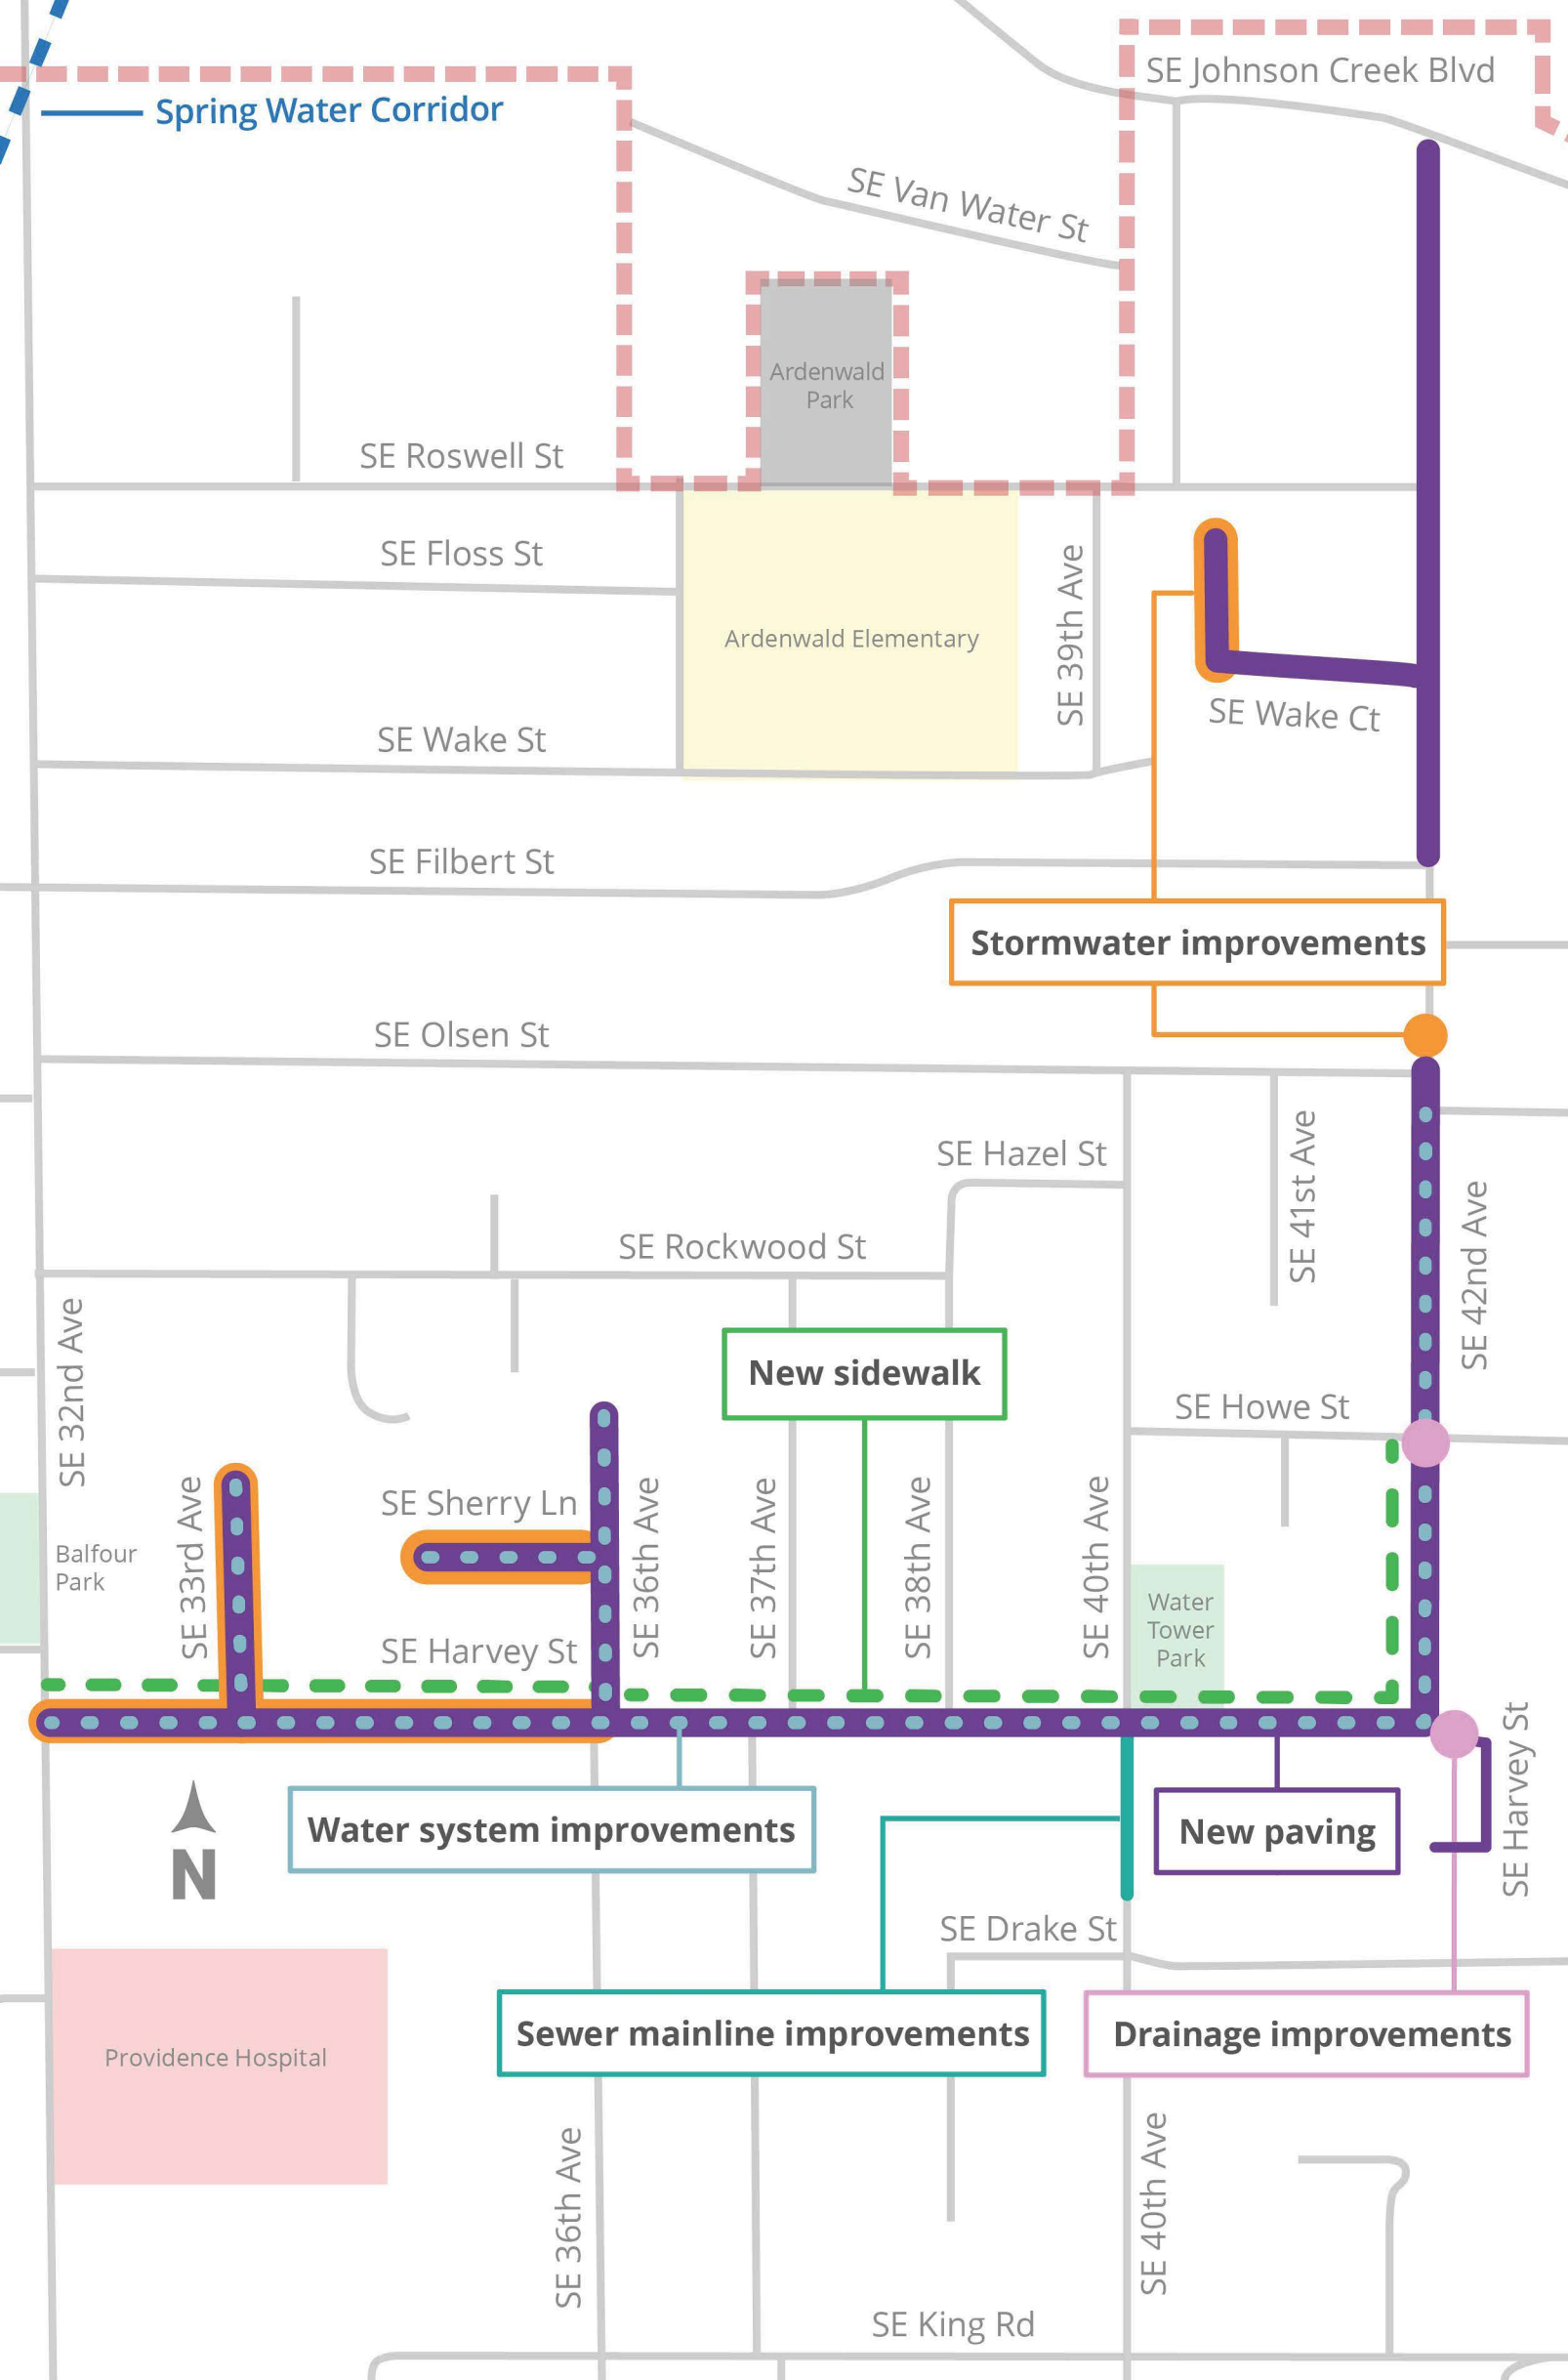 SE Johnson Creek Blvd
Spring Water Corridor
SE Van Water St
Ardenwald
Park
SE Roswell St
SE Floss St
SE 39th Ave
Ardenwald Elementary
SE Wake Ct
SE Wake St
SE Filbert St
Stormwater improvements
SE Olsen St
SE Hazel St
SE 41st Ave
SE 42nd Ave
SE Rockwood St
SE 32nd Ave
New sidewalk
SE Howe St
SE Sherry Ln
SE 33rd Ave
SE 36th Ave
SE 37th Ave
SE 38th Ave
SE 40th Ave
Balfour
Park
Water
Tower
Park
SE Harvey St
SE Harvey St
N
Water system improvements
New paving
SE Drake St
Sewer mainline improvements
Drainage improvements
Providence Hospital
SE 36th Ave
SE 40th Ave
SE King Rd